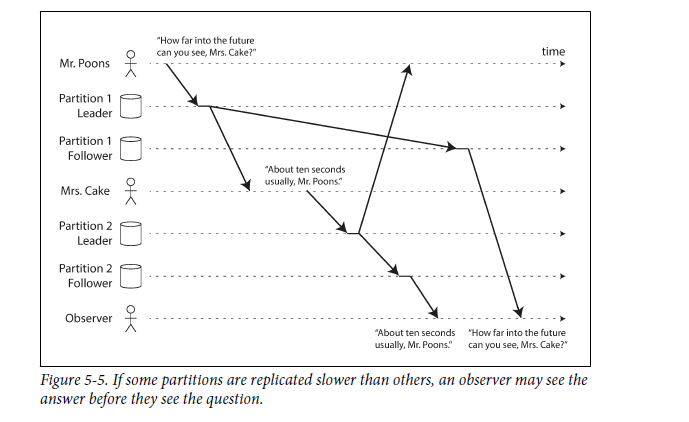 "How far into the future
can you see, Mrs. Cake?"
time
Mr. Poons
Partition 1
Leader
Partition 1
Follower
"About ten seconds
usually, Mr. Poons."
Mrs. Cake
Partition 2
Leader
Partition 2
Follower
Observer
"About ten seconds
usually, Mr. Poons."
"How far into the future
can you see, Mrs. Cake?"
Figure 5-5. If some partitions are replicated slower than others, an observer may see the
answer before they see the question.